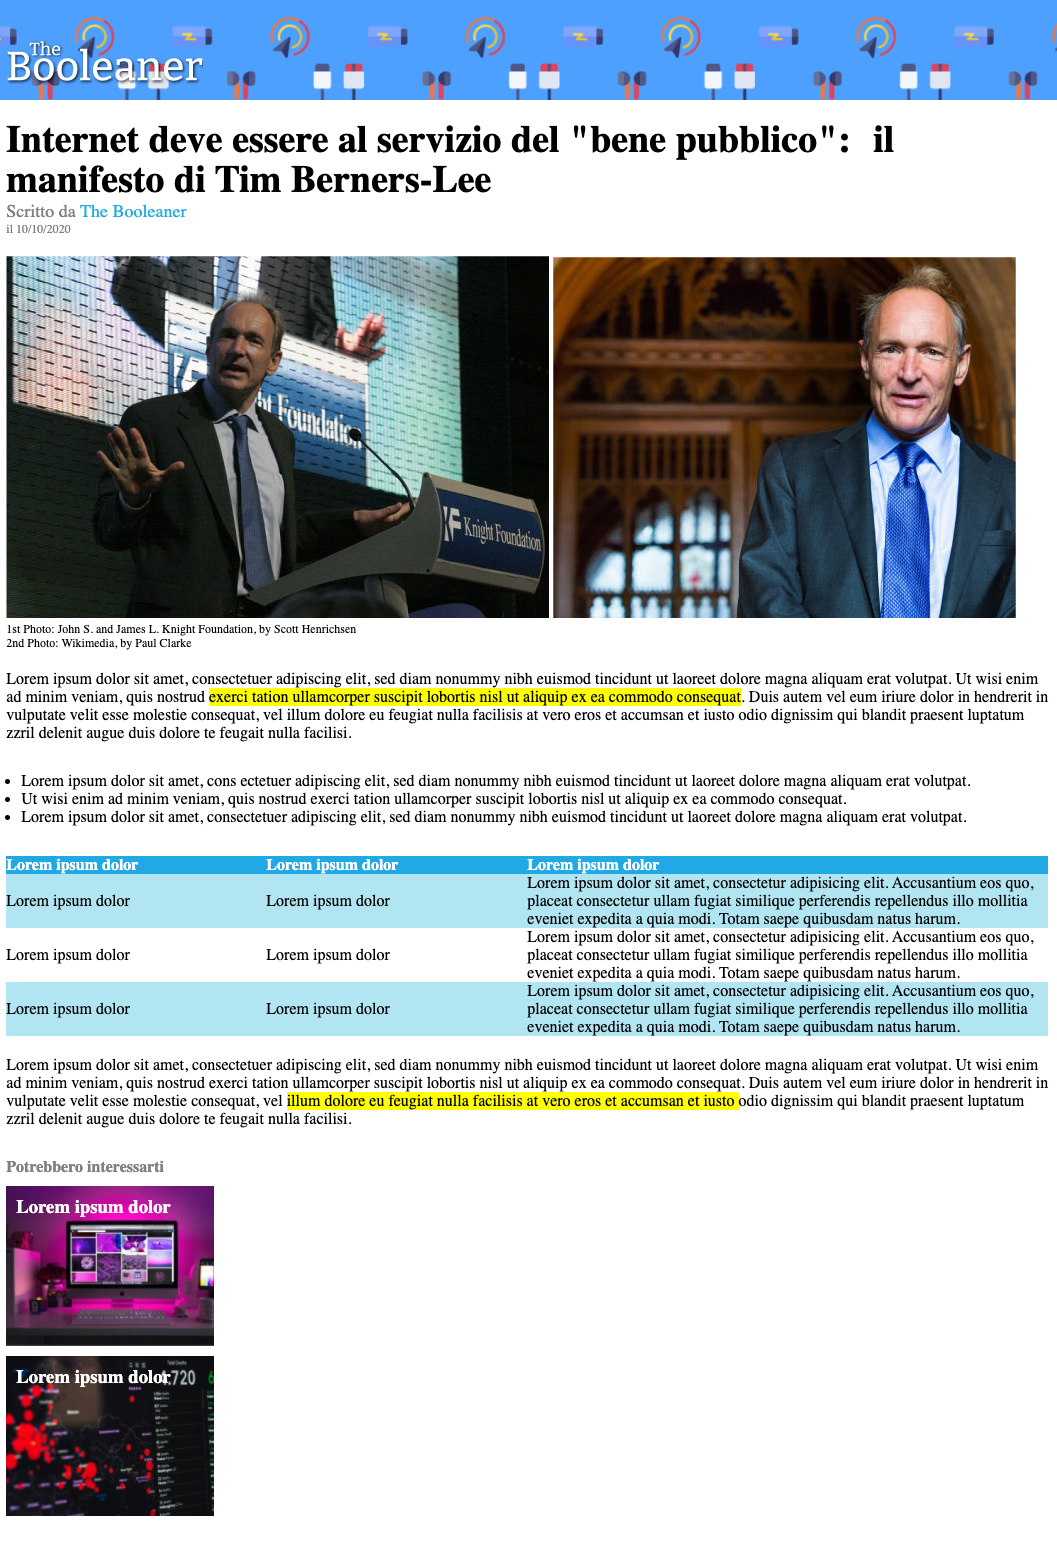 The
Booleaner
Internet deve essere al servizio del "bene pubblico":  il
manifesto di Tim Berners-Lee
Scritto da The Booleaner
il 10/10/2020
ht Foundation
Knight Foundation
1st Photo: John S. and James L. Knight Foundation, by Scott Henrichsen
2nd Photo: Wikimedia, by Paul Clarke
Lorem ipsum dolor sit amet, consectetuer adipiscing elit, sed diam nonummy nibh euismod tincidunt ut laoreet dolore magna aliquam erat volutpat. Ut wisi enim
ad minim veniam, quis nostrud exerci tation ullamcorper suscipit lobortis nisl ut aliquip ex ea commodo consequat. Duis autem vel eum iriure dolor in hendrerit in
vulputate velit esse molestie consequat, vel illum dolore eu feugiat nulla facilisis at vero eros et accumsan et iusto odio dignissim qui blandit praesent luptatum
zzril delenit augue duis dolore te feugait nulla facilisi.
• Lorem ipsum dolor sit amet, cons ectetuer adipiscing elit, sed diam nonummy nibh euismod tincidunt ut laoreet dolore magna aliquam erat volutpat.
• Ut wisi enim ad minim veniam, quis nostrud exerci tation ullamcorper suscipit lobortis nisl ut aliquip ex ea commodo consequat.
• Lorem ipsum dolor sit amet, consectetuer adipiscing elit, sed diam nonummy nibh euismod tincidunt ut laoreet dolore magna aliquam erat volutpat.
Lorem ipsum dolor Lorem ipsum dolor Lorem ipsum dolor
Lorem ipsum dolor Lorem ipsum dolor Lorem ipsum dolor sit amet, consectetur adipisicing elit. Accusantium eos quo,
placeat consectetur ullam fugiat similique perferendis repellendus illo mollitia
eveniet expedita a quia modi. Totam saepe quibusdam natus harum.
Lorem ipsum dolor Lorem ipsum dolor Lorem ipsum dolor sit amet, consectetur adipisicing elit. Accusantium eos quo,
placeat consectetur ullam fugiat similique perferendis repellendus illo mollitia
eveniet expedita a quia modi. Totam saepe quibusdam natus harum.
Lorem ipsum dolor Lorem ipsum dolor Lorem ipsum dolor sit amet, consectetur adipisicing elit. Accusantium eos quo,
placeat consectetur ullam fugiat similique perferendis repellendus illo mollitia
eveniet expedita a quia modi. Totam saepe quibusdam natus harum.
Lorem ipsum dolor sit amet, consectetuer adipiscing elit, sed diam nonummy nibh euismod tincidunt ut laoreet dolore magna aliquam erat volutpat. Ut wisi enim
ad minim veniam, quis nostrud exerci tation ullamcorper suscipit lobortis nisl ut aliquip ex ea commodo consequat. Duis autem vel eum iriure dolor in hendrerit in
vulputate velit esse molestie consequat, vel illum dolore eu feugiat nulla facilisis at vero eros et accumsan et iusto odio dignissim qui blandit praesent luptatum
zzril delenit augue duis dolore te feugait nulla facilisi.
Potrebbero interessarti
Lorem ipsum dolor
Total Deaths
Lorem ipsum dolor
4,720